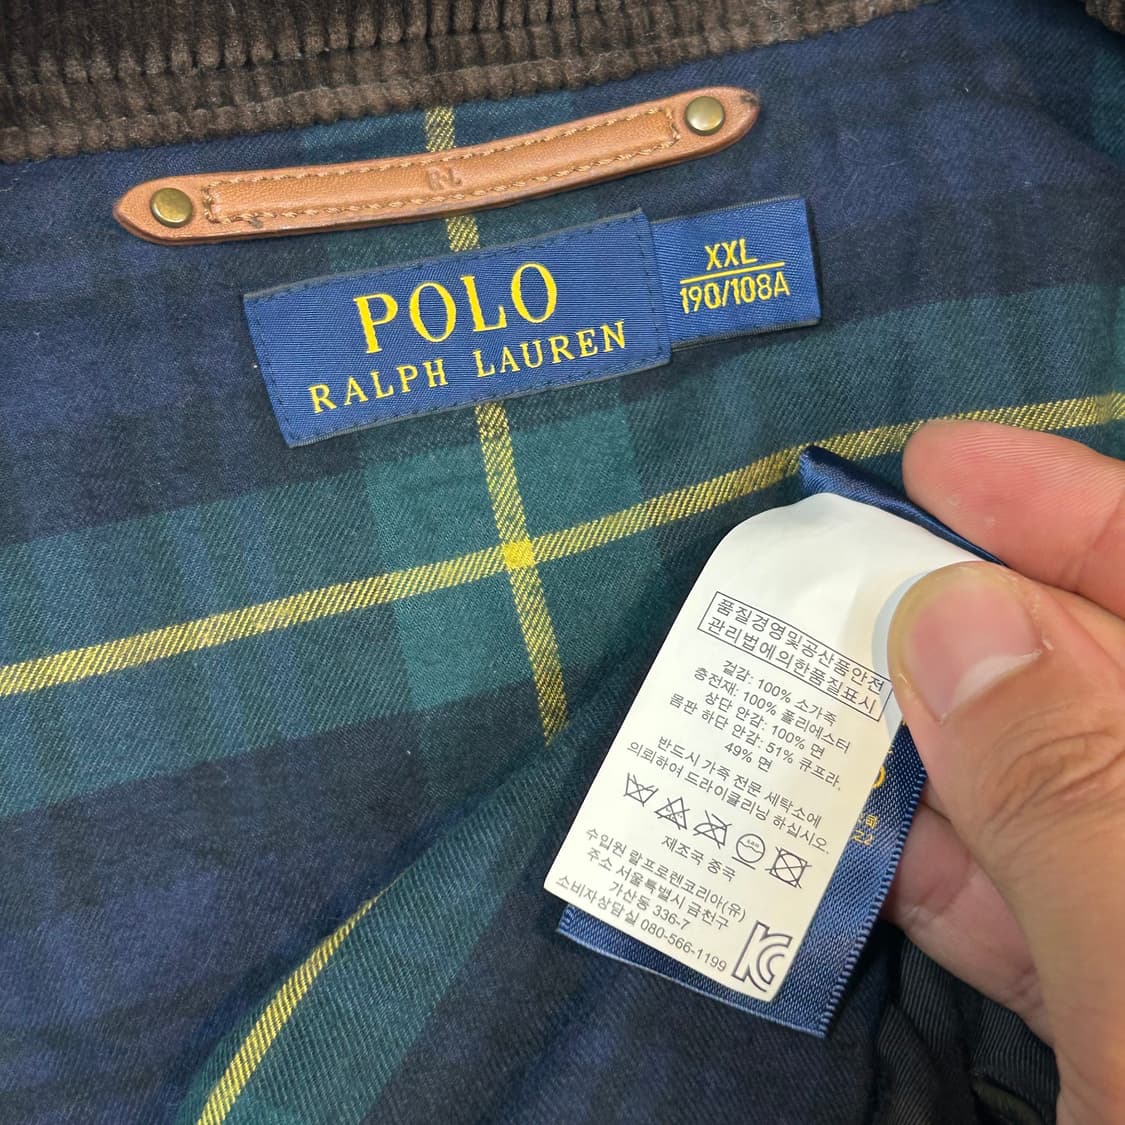 RL
POLO
RALPH LAUREN
XXL
190/108A
품질경영및공산품안전
관리법에의한품질표시
겉감: 100% 소가죽
충전재: 100% 폴리에스터
상단 안감: 100% 면
몸판 하단 안감: 51% 큐프라.
49% 면
반드시 가죽 전문 세탁소에
의뢰하여 드라이클리닝 하십시오.
제조국 중국
수입원 랄프로렌코리아(유)
주소 서울특별시 금천구
가산동 336-7
소비자상담실 080-566-1199